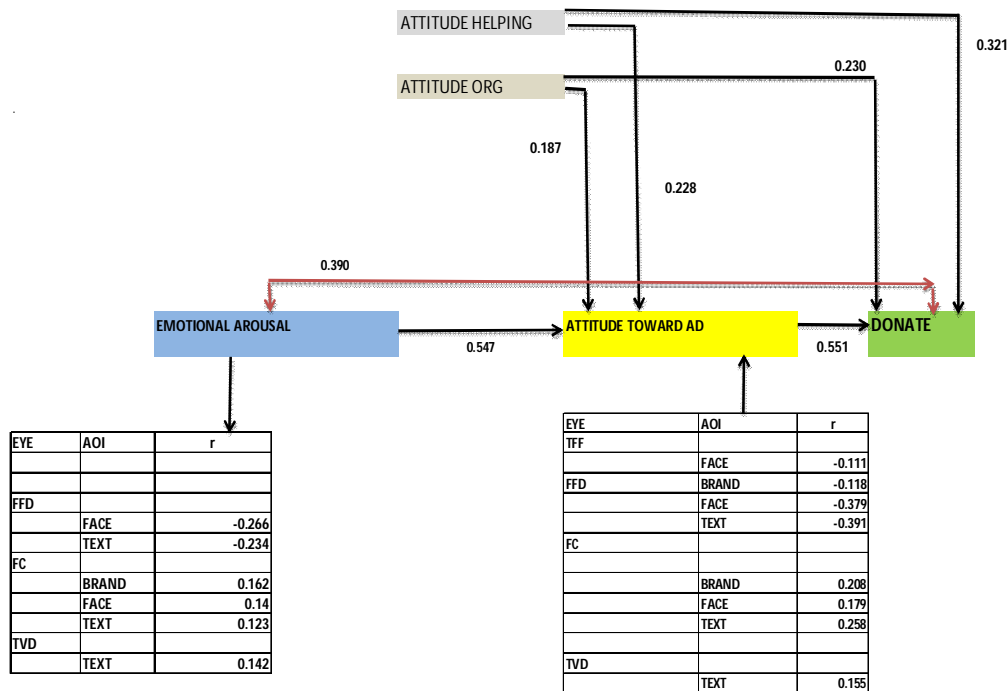 ATTITUDE HELPING
0.321
0.230
ATTITUDE ORG
0.187
0.228
0.390
EMOTIONAL AROUSAL
0.547
ATTITUDE TOWARD AD
0.551
DONATE
EYE AOI r
FFD
FACE -0.266
TEXT -0.234
FC
BRAND 0.162
FACE 0.14
TEXT 0.123
TVD
TEXT 0.142
EYE AOI r
TFF
FACE -0.111
FFD BRAND -0.118
FACE -0.379
TEXT -0.391
FC
BRAND 0.208
FACE 0.179
TEXT 0.258
TVD
TEXT 0.155